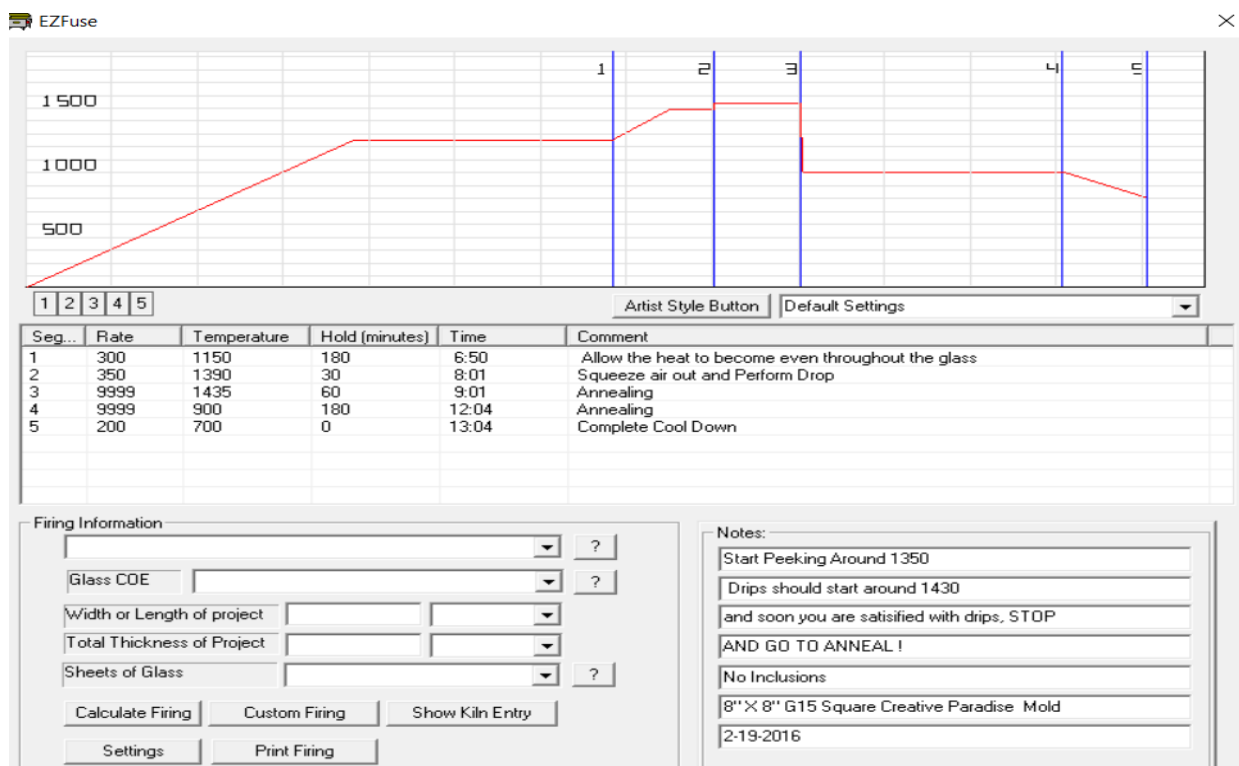 EZFuse
1 2 3 4 5
1500
1000
500
1 2 3 4 5
Artist Style Button Default Settings
Seg... Rate Temperature Hold (minutes) Time Comment
1 300 1150 180 6:50 Allow the heat to become even throughout the glass
2 350 1390 30 8:01 Squeeze air out and Perform Drop
3 9999 1435 60 9:01 Annealing
4 9999 900 180 12:04 Annealing
5 200 700 0 13:04 Complete Cool Down
Firing Information
?
Glass COE ?
Width or Length of project
Total Thickness of Project
Sheets of Glass ?
Calculate Firing Custom Firing Show Kiln Entry
Settings Print Firing
Notes:
Start Peeking Around 1350
Drips should start around 1430
and soon you are satisified with drips, STOP
AND GO TO ANNEAL !
No Inclusions
8" X 8" G15 Square Creative Paradise Mold
2-19-2016